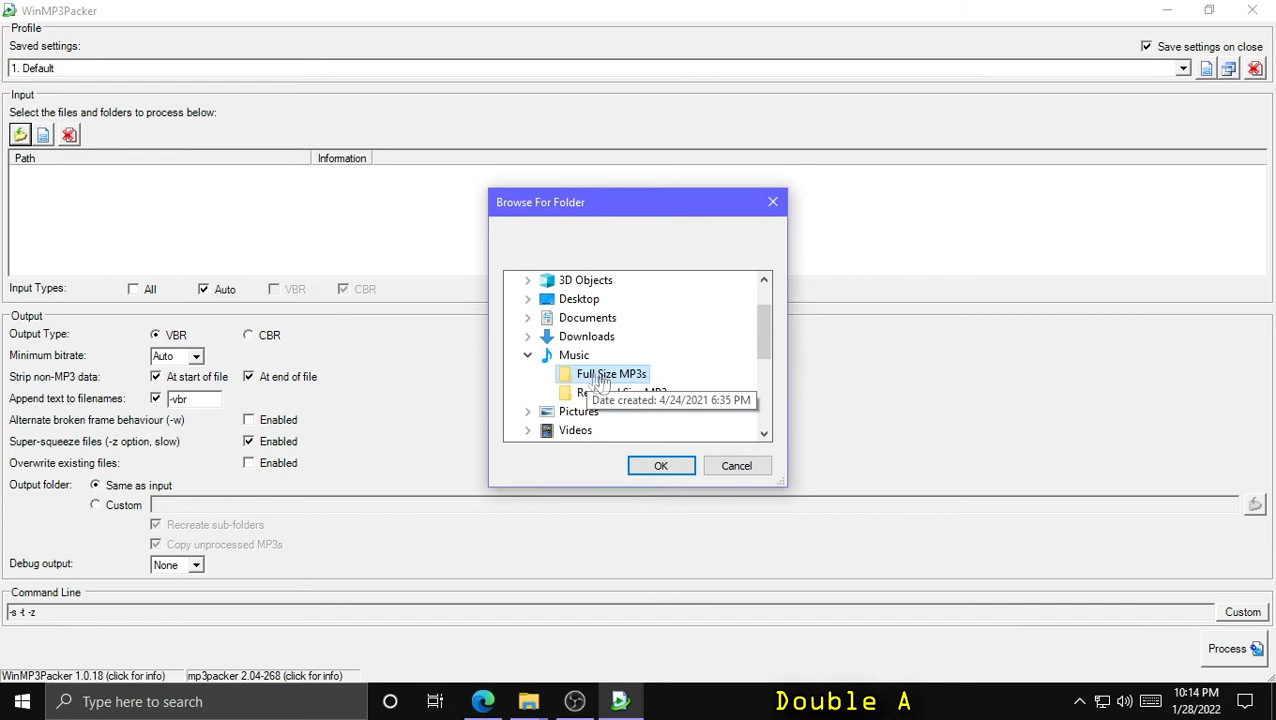 WinMP3Packer
Profile
Saved settings:
Save settings on close
1. Default
Input
Select the files and folders to process below:
Path Information
Input Types: All Auto VBR CBR
Browse For Folder
3D Objects
Desktop
Documents
Downloads
Music
Full Size MP3s
Date created: 4/24/2021 6:35 PM
Pictures
Videos
OK Cancel
Output
Output Type: VBR CBR
Minimum bitrate: Auto
Strip non-MP3 data: At start of file At end of file
Append text to filenames: -vbr
Alternate broken frame behaviour (-w) Enabled
Super-squeeze files (-z option, slow) Enabled
Overwrite existing files: Enabled
Output folder: Same as input
Custom
Recreate sub-folders
Copy unprocessed MP3s
Debug output: None
Command Line
-s -t -z Custom
Process
WinMP3Packer 1.0.18 (click for info) mp3packer 2.04-268 (click for info)
Type here to search
Double A
10:14 PM
1/28/2022